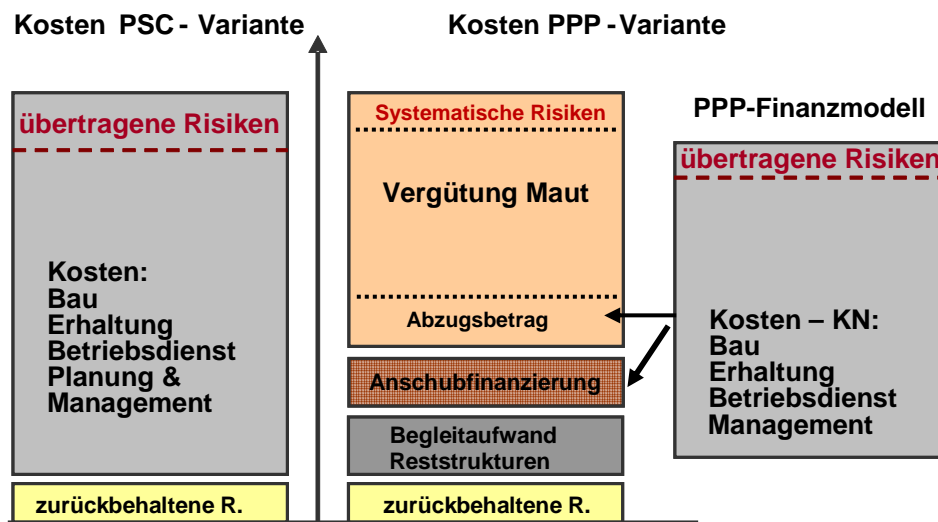 Kosten PSC - Variante
übertragene Risiken
Kosten:
Bau
Erhaltung
Betriebsdienst
Planung &
Management
zurückbehaltene R.
Kosten PPP - Variante
Systematische Risiken
Vergütung Maut
Abzugsbetrag
Anschubfinanzierung
Begleitaufwand
Reststrukturen
zurückbehaltene R.
PPP-Finanzmodell
übertragene Risiken
Kosten – KN:
Bau
Erhaltung
Betriebsdienst
Management